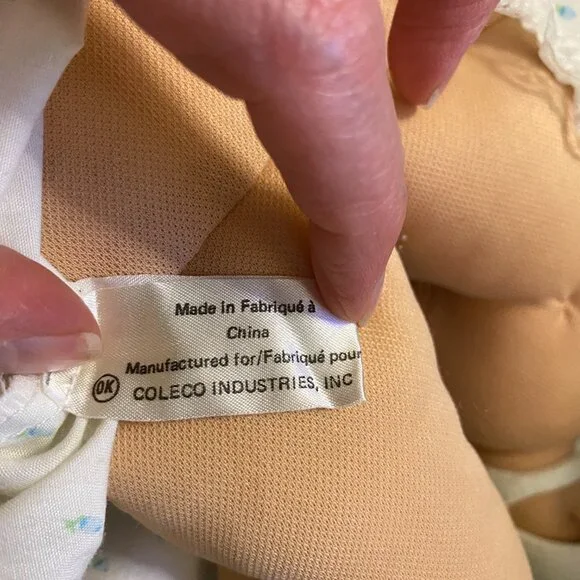 Made in Fabriqué à
China
Manufactured for/Fabriqué pour
OK COLECO INDUSTRIES, INC